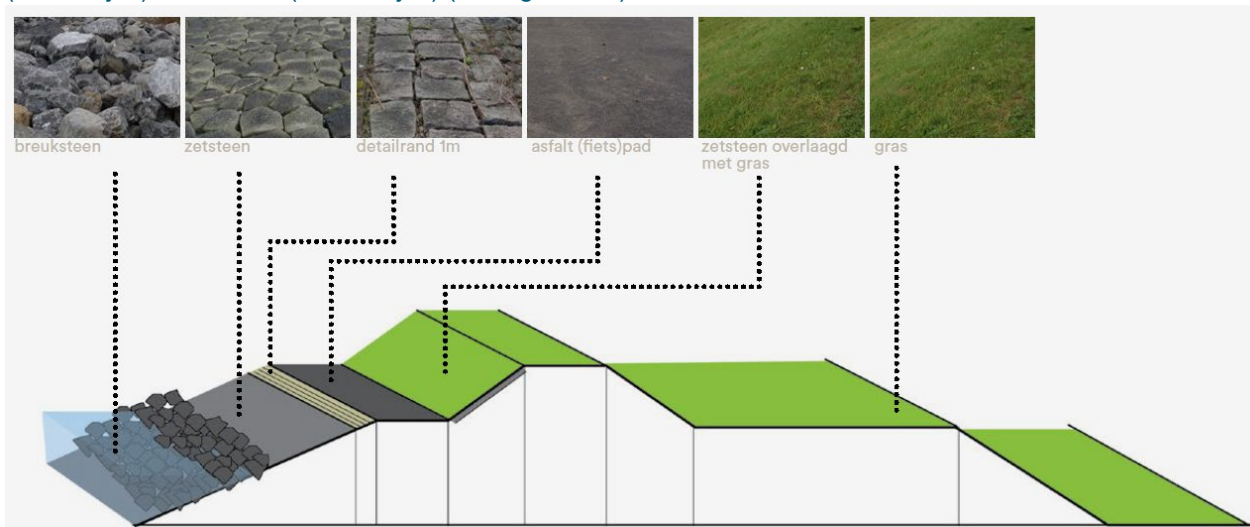 breuksteen
zetsteen
detailrand 1m
asfalt (fiets)pad
zetsteen overlaagd
met gras
gras